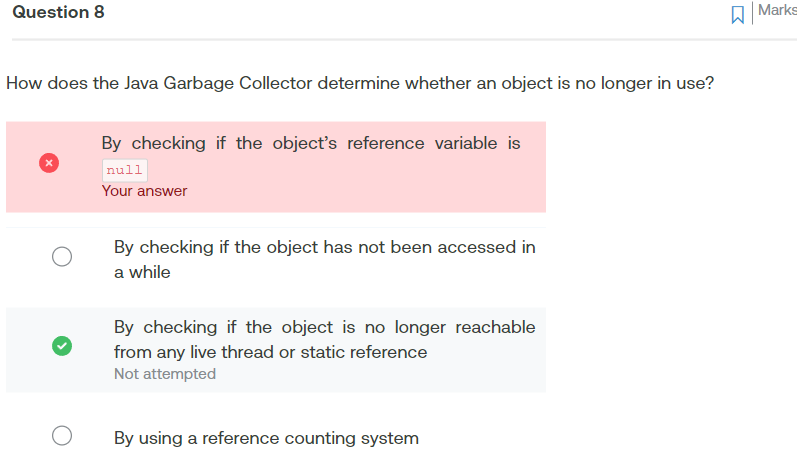 Question 8
Marks
How does the Java Garbage Collector determine whether an object is no longer in use?
By checking if the object's reference variable is
null
Your answer
By checking if the object has not been accessed in
a while
By checking if the object is no longer reachable
from any live thread or static reference
Not attempted
By using a reference counting system